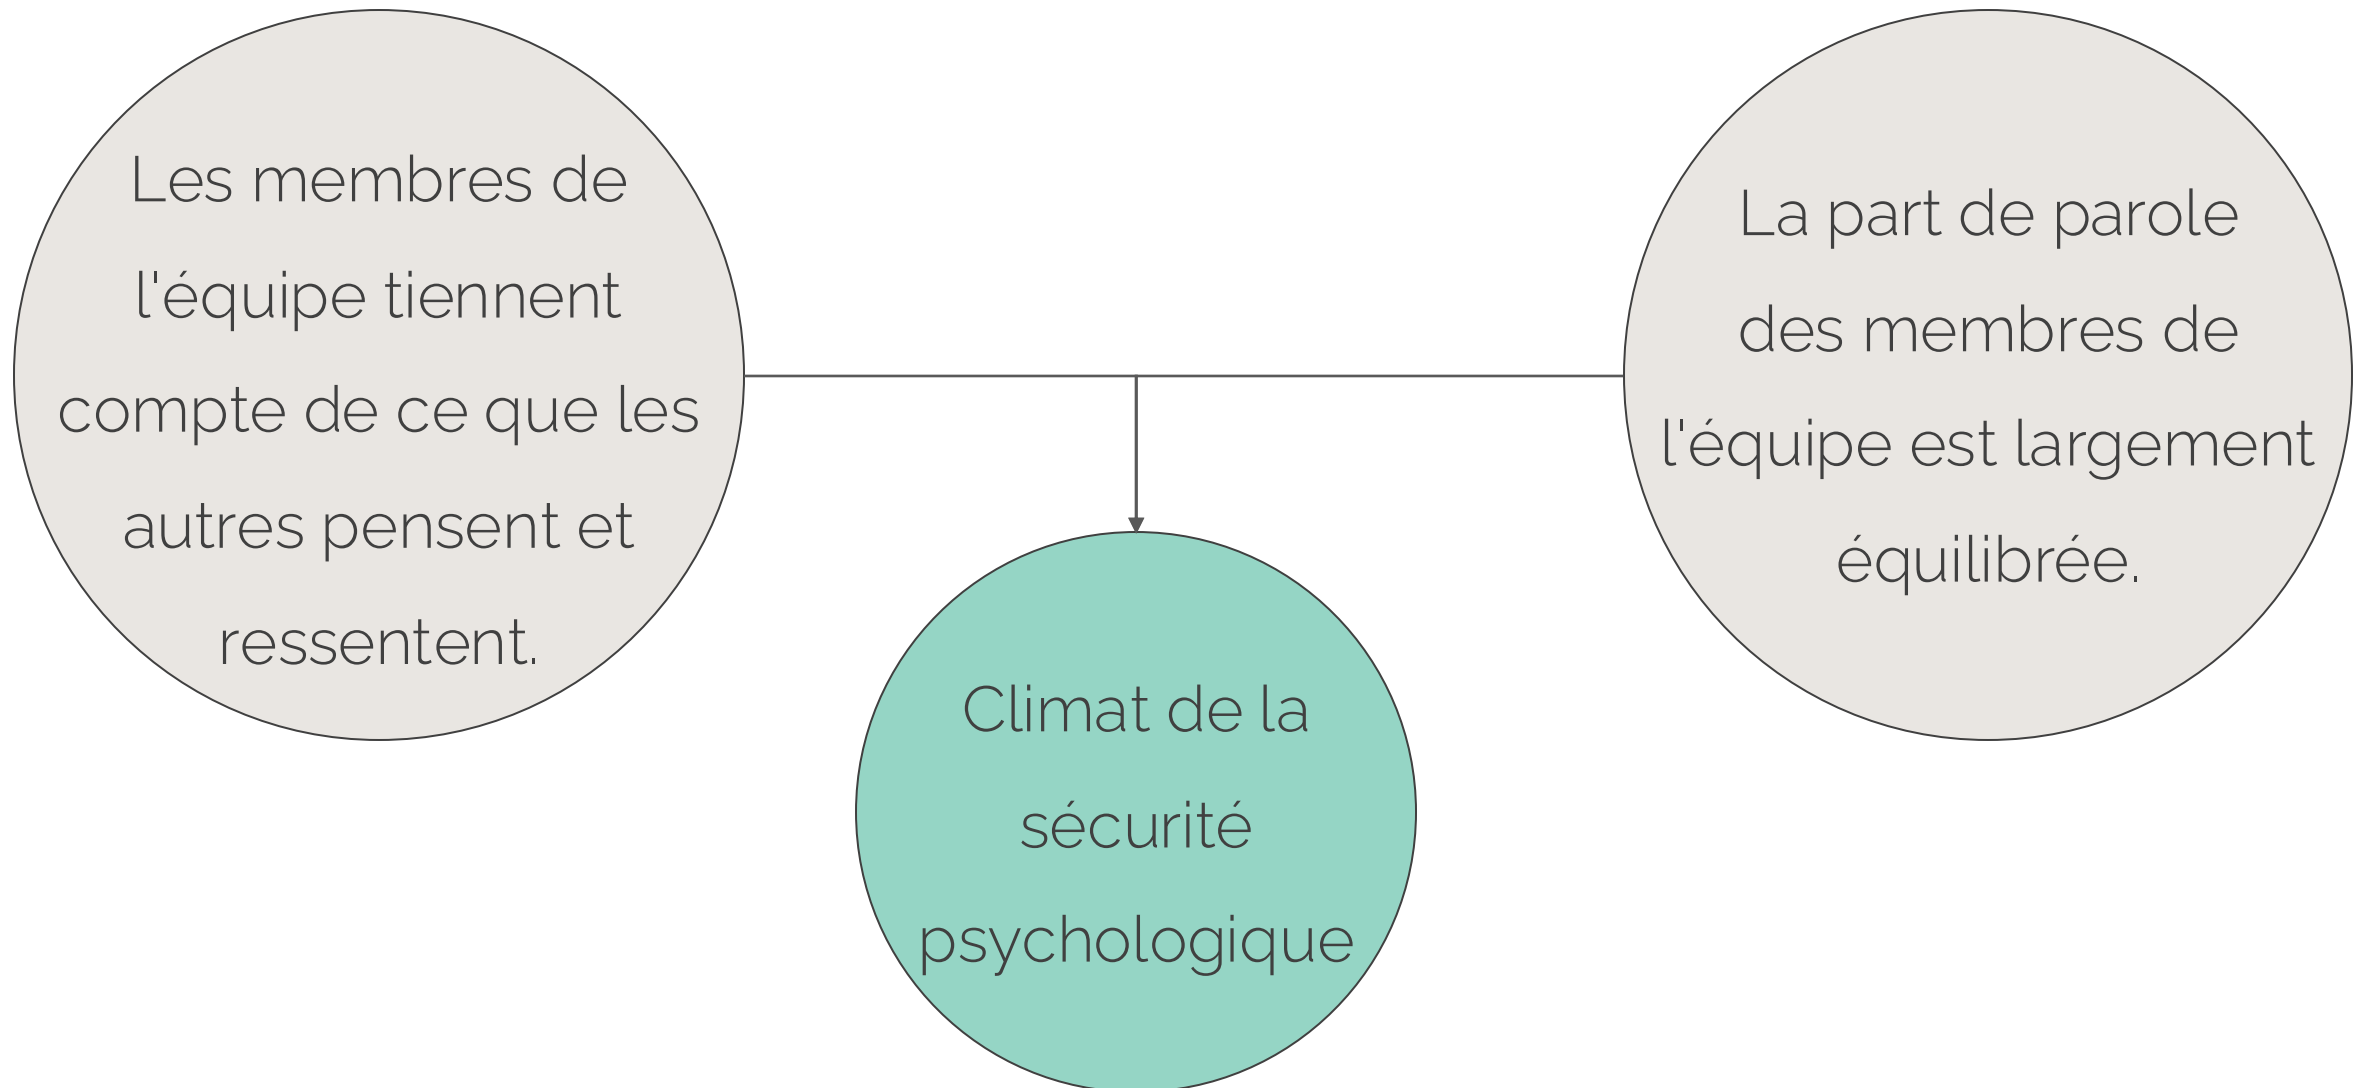 Les membres de
l'équipe tiennent
compte de ce que les
autres pensent et
ressentent.
La part de parole
des membres de
l'équipe est largement
équilibrée.
Climat de la
sécurité
psychologique